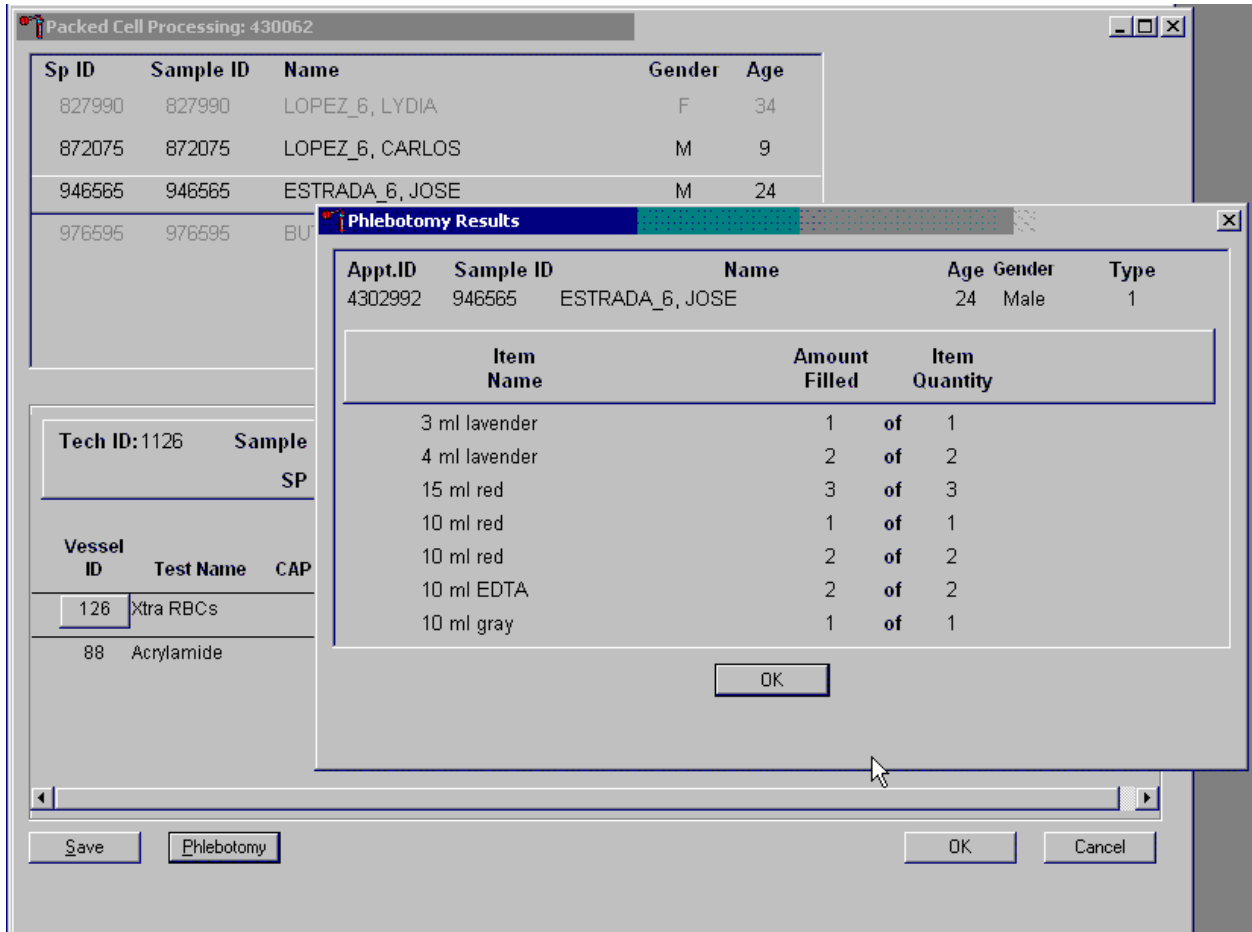 Packed Cell Processing: 430062
Sp ID Sample ID Name Gender Age
827990 827990 LOPEZ_6, LYDIA F 34
872075 872075 LOPEZ_6, CARLOS M 9
946565 946565 ESTRADA_6, JOSE M 24
976595 976595
Phlebotomy Results
Appt.ID Sample ID Name Age Gender Type
4302992 946565 ESTRADA_6, JOSE 24 Male 1
Item Amount Item
Name Filled Quantity
3 ml lavender 1 of 1
4 ml lavender 2 of 2
15 ml red 3 of 3
10 ml red 1 of 1
10 ml red 2 of 2
10 ml EDTA 2 of 2
10 ml gray 1 of 1
OK
Tech ID: 1126 Sample
SP
Vessel
ID Test Name CAP
126 Xtra RBCs
88 Acrylamide
Save Phlebotomy OK Cancel